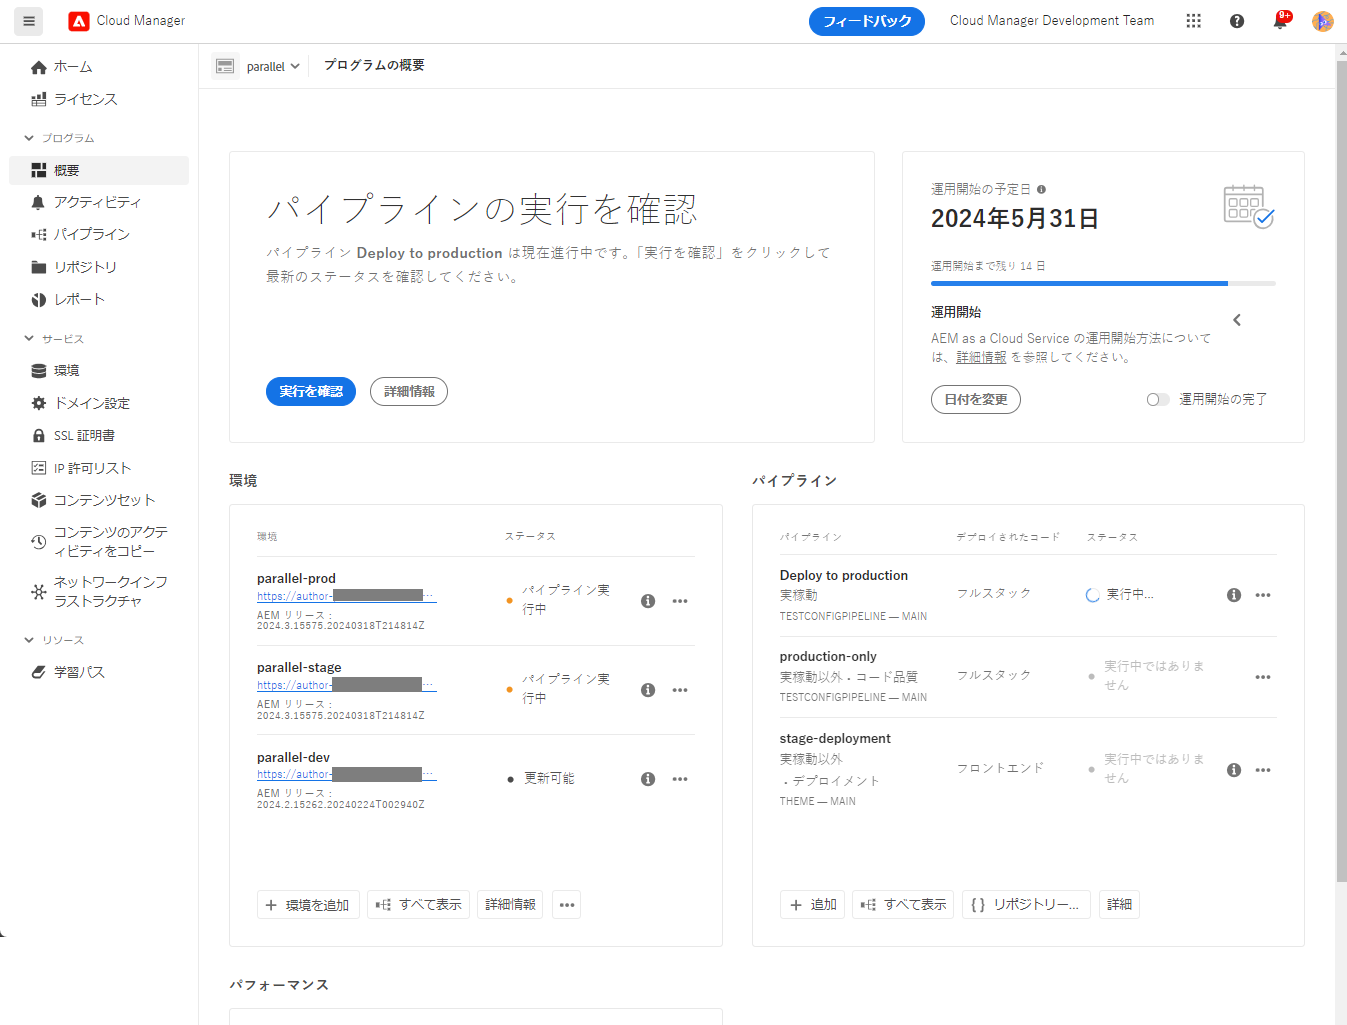 Cloud Manager
フィードバック
Cloud Manager Development Team
9+
ホーム
ライセンス
プログラム
概要
アクティビティ
パイプライン
リポジトリ
レポート
サービス
環境
ドメイン設定
SSL 証明書
IP 許可リスト
コンテンツセット
コンテンツのアクテ
ィビティをコピー
ネットワークインフ
ラストラクチャ
リソース
学習パス
parallel
プログラムの概要
パイプラインの実行を確認
パイプライン Deploy to production は現在進行中です。「実行を確認」をクリックして
最新のステータスを確認してください。
実行を確認
詳細情報
運用開始の予定日
2024年5月31日
運用開始まで残り 14 日
運用開始
AEM as a Cloud Service の運用開始方法について
は、詳細情報 を参照してください。
日付を変更
運用開始の完了
環境
環境
ステータス
parallel-prod
https://author-
...
AEM リリース：
2024.3.15575.20240318T214814Z
パイプライン実
行中
parallel-stage
https://author-
...
AEM リリース：
2024.3.15575.20240318T214814Z
パイプライン実
行中
parallel-dev
https://author-
...
AEM リリース：
2024.2.15262.20240224T002940Z
更新可能
環境を追加
すべて表示
詳細情報
パイプライン
パイプライン
デプロイされたコード
ステータス
Deploy to production
実稼動
TESTCONFIGPIPELINE — MAIN
フルスタック
実行中...
production-only
実稼動以外・コード品質
TESTCONFIGPIPELINE — MAIN
フルスタック
実行中ではありま
せん
stage-deployment
実稼動以外
・デプロイメント
THEME — MAIN
フロントエンド
実行中ではありま
せん
追加
すべて表示
リポジトリー...
詳細
パフォーマンス